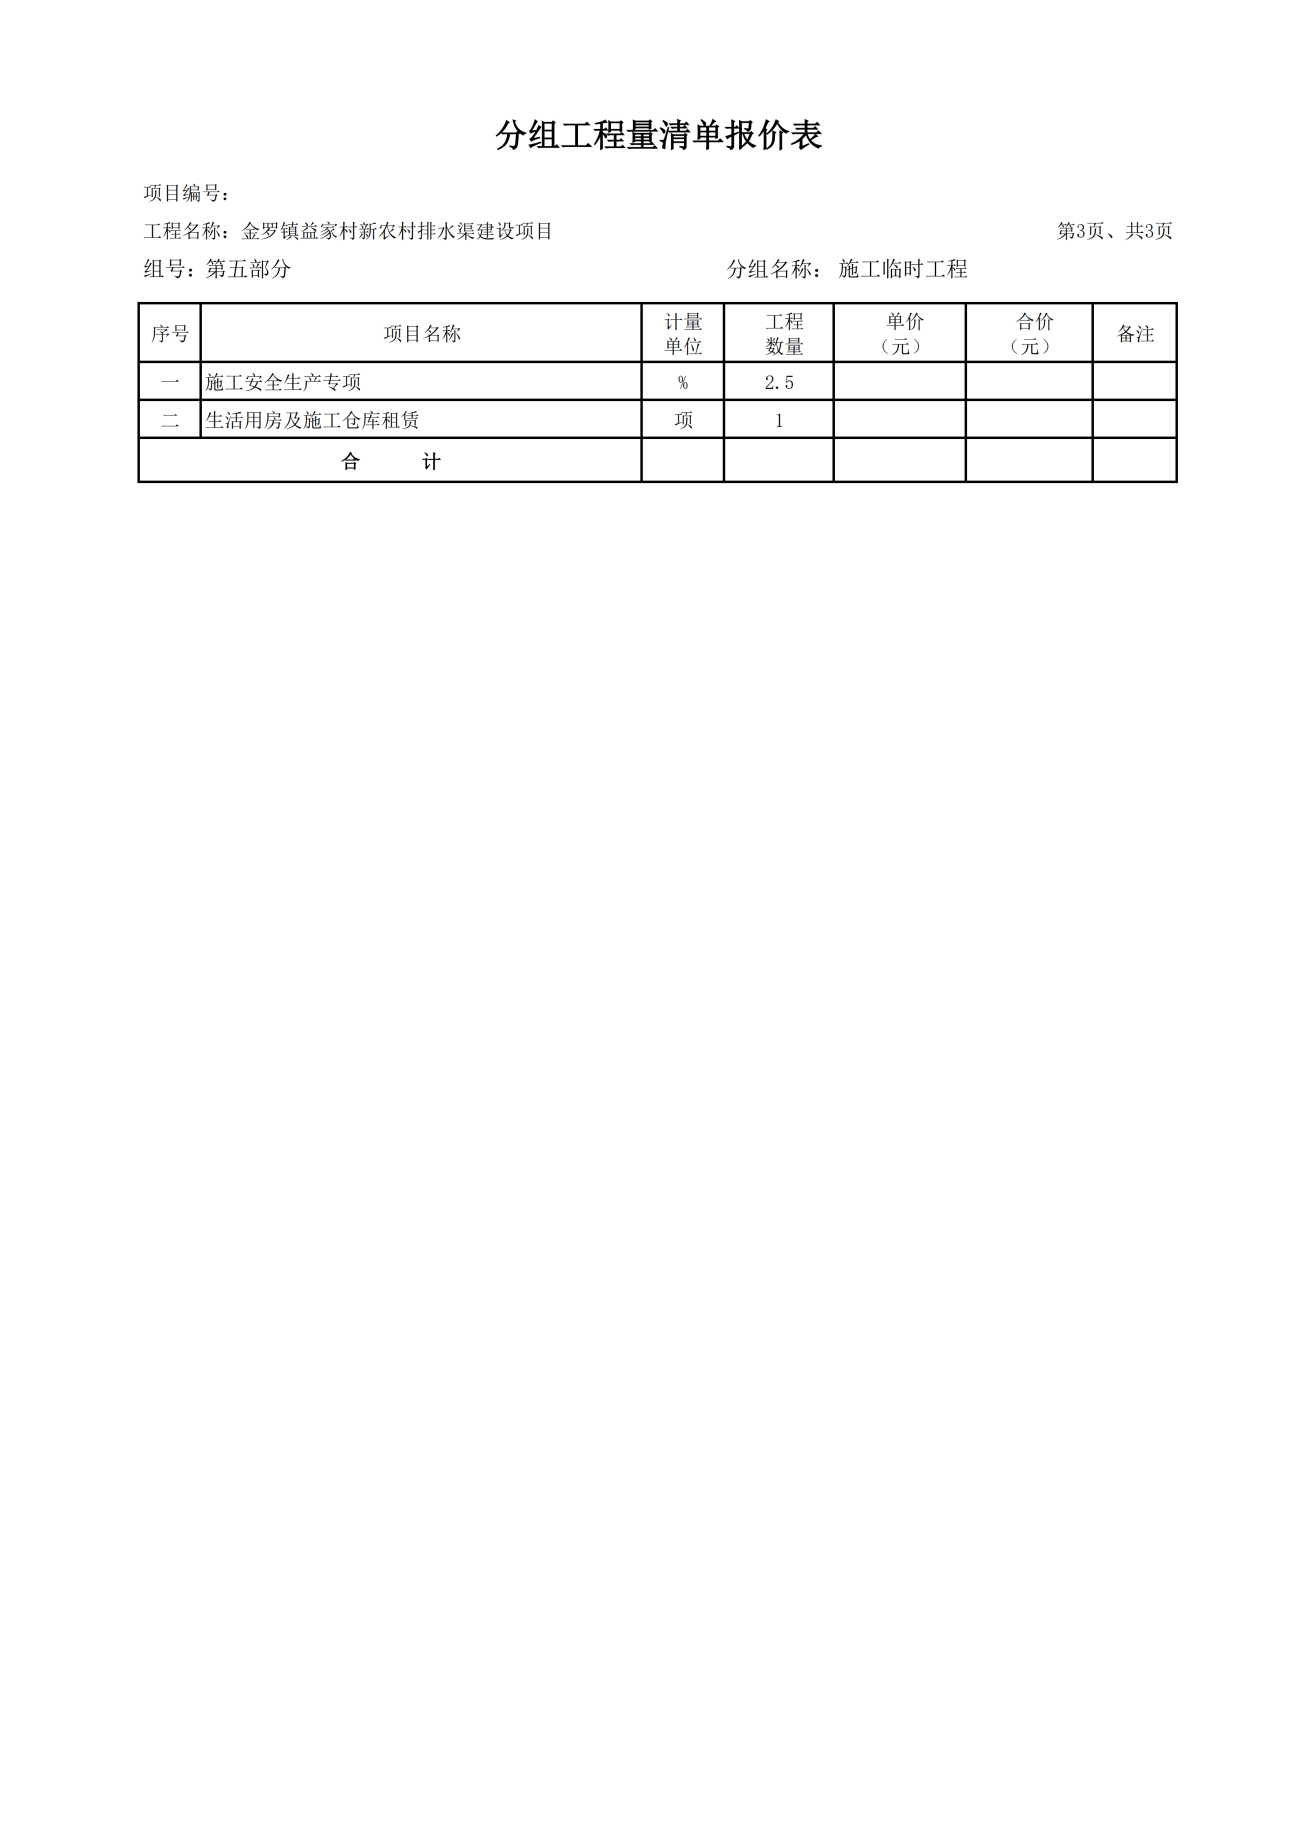 分组工程量清单报价表
项目编号：
工程名称：金罗镇益家村新农村排水渠建设项目 第3页、共3页
组号：第五部分 分组名称： 施工临时工程
序号 项目名称 计量单位 工程数量 单价（元） 合价（元） 备注
一 施工安全生产专项 % 2.5
二 生活用房及施工仓库租赁 项 1
合 计